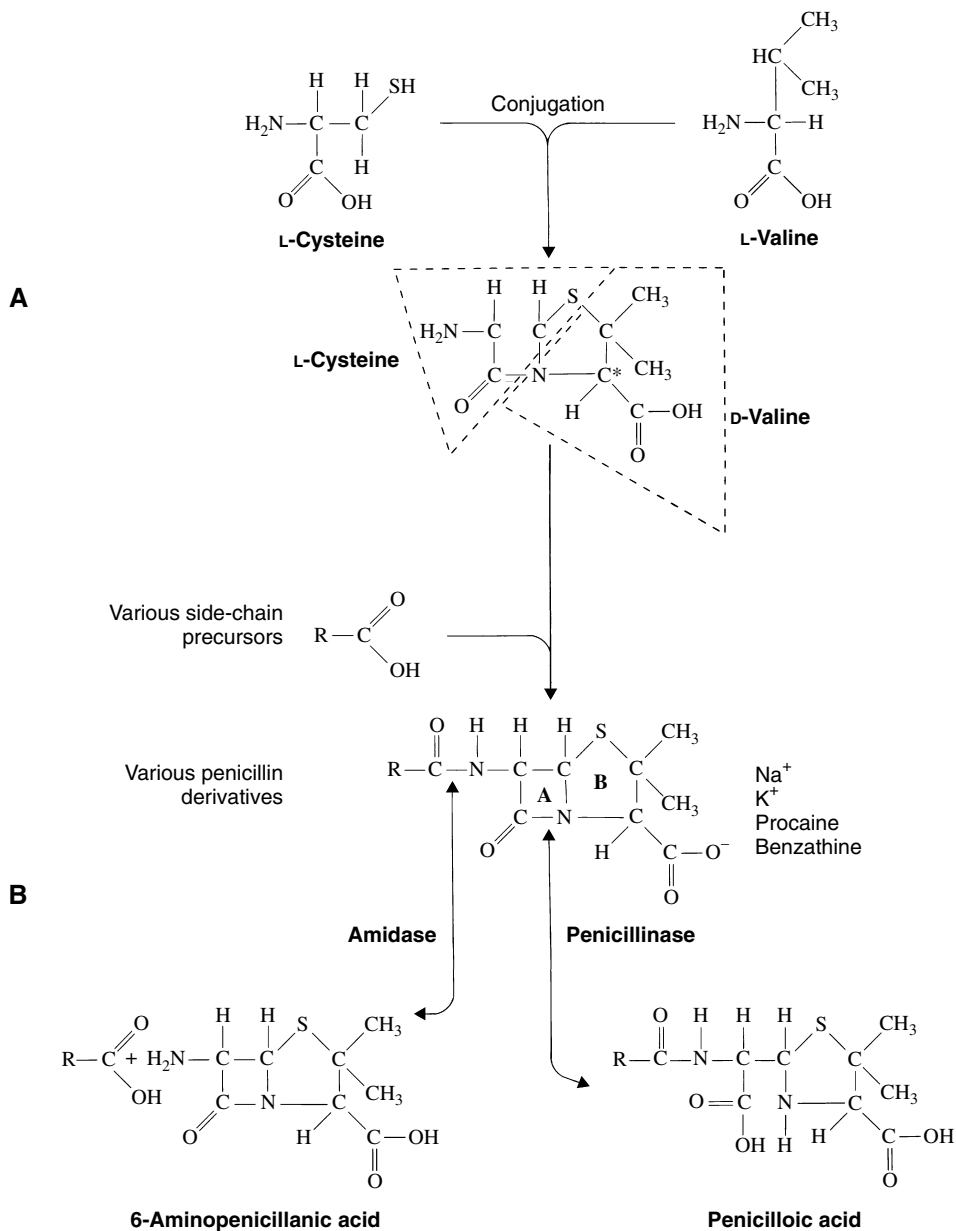 CH₃
HC
CH₃
H H SH
H₂N—C—C
H
C
O OH
L-Cysteine
Conjugation
H₂N—C—H
C
O OH
L-Valine
A
H H S CH₃
H₂N—C C C
CH₃
L-Cysteine
C—N—C*
O H C—OH
O
D-Valine
Various side-chain
precursors
O
R—C
OH
Various penicillin
derivatives
O H H H S CH₃
R—C—N—C—C C
A B CH₃
C—N—C
O H C—O⁻
O
Na⁺
K⁺
Procaine
Benzathine
B
Amidase
Penicillinase
O
R—C + H₂N—C—C C
OH
H H S CH₃
CH₃
C—N—C
O H C—OH
O
6-Aminopenicillanic acid
O H H H S CH₃
R—C—N—C—C C
CH₃
O=C N—C
OH H H C—OH
O
Penicilloic acid